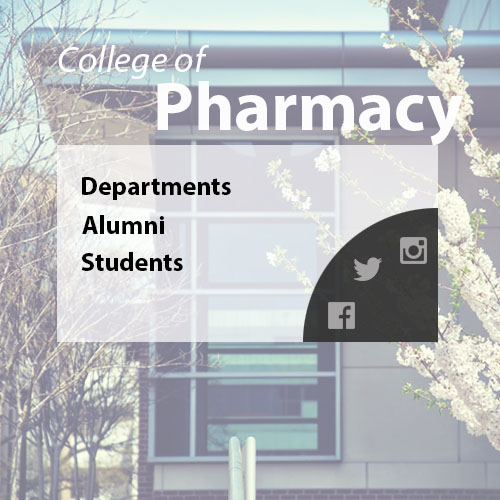 College of
Pharmacy
Departments
Alumni
Students